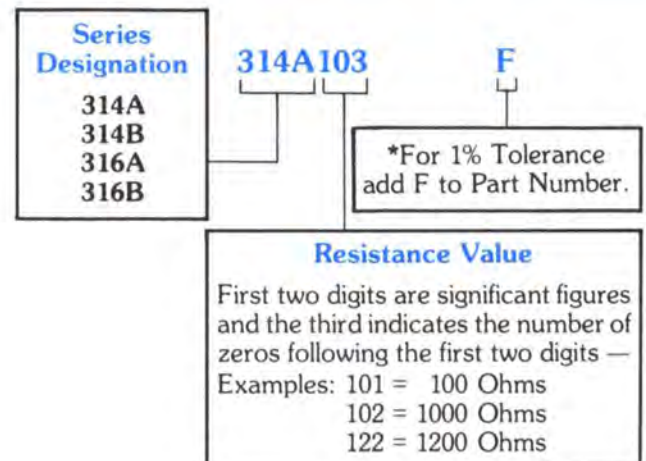 Series
Designation
314A
314B
316A
316B
314A103 F
*For 1% Tolerance
add F to Part Number.
Resistance Value
First two digits are significant figures
and the third indicates the number of
zeros following the first two digits —
Examples: 101 = 100 Ohms
102 = 1000 Ohms
122 = 1200 Ohms